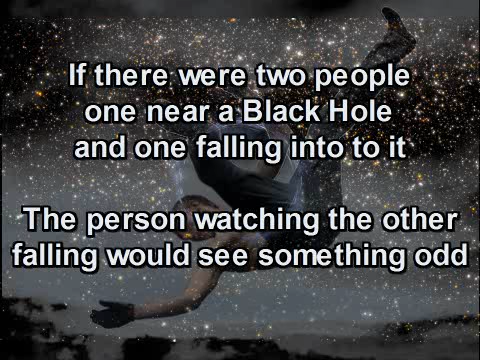 If there were two people
one near a Black Hole
and one falling into to it
The person watching the other
falling would see something odd